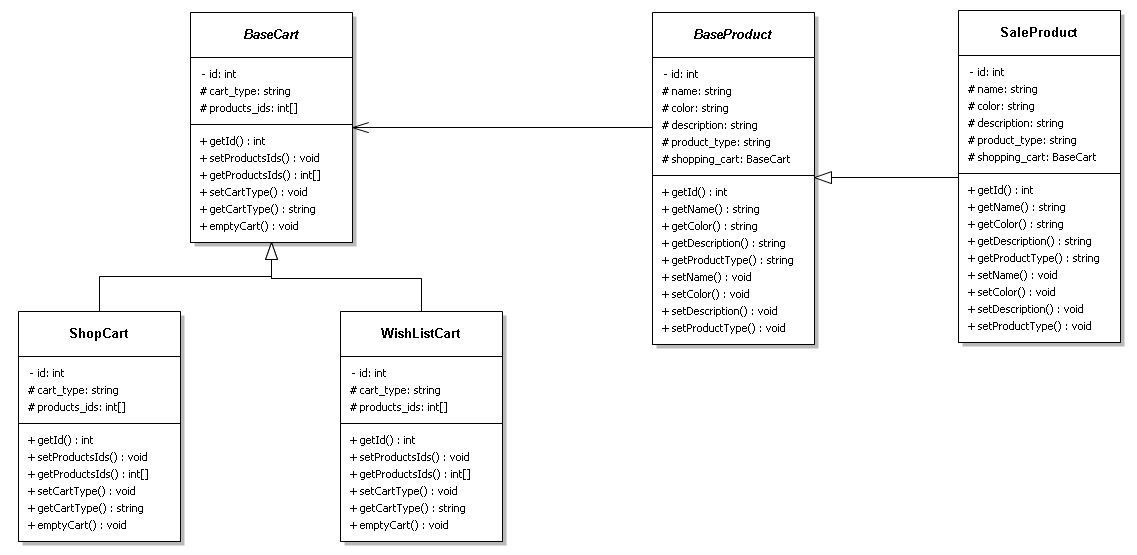 BaseCart
- id: int
# cart_type: string
# products_ids: int[]
+ getId() : int
+ setProductsIds() : void
+ getProductsIds() : int[]
+ setCartType() : void
+ getCartType() : string
+ emptyCart() : void
BaseProduct
- id: int
# name: string
# color: string
# description: string
# product_type: string
# shopping_cart: BaseCart
+ getId() : int
+ getName() : string
+ getColor() : string
+ getDescription() : string
+ getProductType() : string
+ setName() : void
+ setColor() : void
+ setDescription() : void
+ setProductType() : void
SaleProduct
- id: int
# name: string
# color: string
# description: string
# product_type: string
# shopping_cart: BaseCart
+ getId() : int
+ getName() : string
+ getColor() : string
+ getDescription() : string
+ getProductType() : string
+ setName() : void
+ setColor() : void
+ setDescription() : void
+ setProductType() : void
ShopCart
- id: int
# cart_type: string
# products_ids: int[]
+ getId() : int
+ setProductsIds() : void
+ getProductsIds() : int[]
+ setCartType() : void
+ getCartType() : string
+ emptyCart() : void
WishListCart
- id: int
# cart_type: string
# products_ids: int[]
+ getId() : int
+ setProductsIds() : void
+ getProductsIds() : int[]
+ setCartType() : void
+ getCartType() : string
+ emptyCart() : void